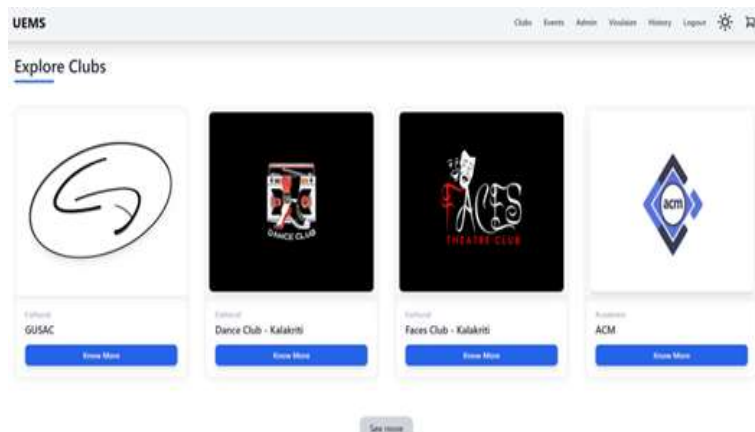 UEMS
Clubs Events Admin History Logout
Explore Clubs
DANCE CLUB
FACES
THEATRE CLUB
acm
Cultural
GUSAC
Know More
Cultural
Dance Club - Kalakriti
Know More
Cultural
Faces Club - Kalakriti
Know More
Academic
ACM
Know More
See more